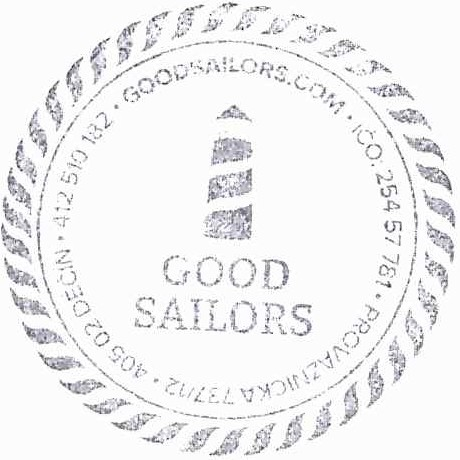 GOODSAILORS.COM • IČO: 254 57 781 • PROVAZNICKÁ 737/12 • 405 02 DĚČÍN • 412 510 182 •
GOOD
SAILORS